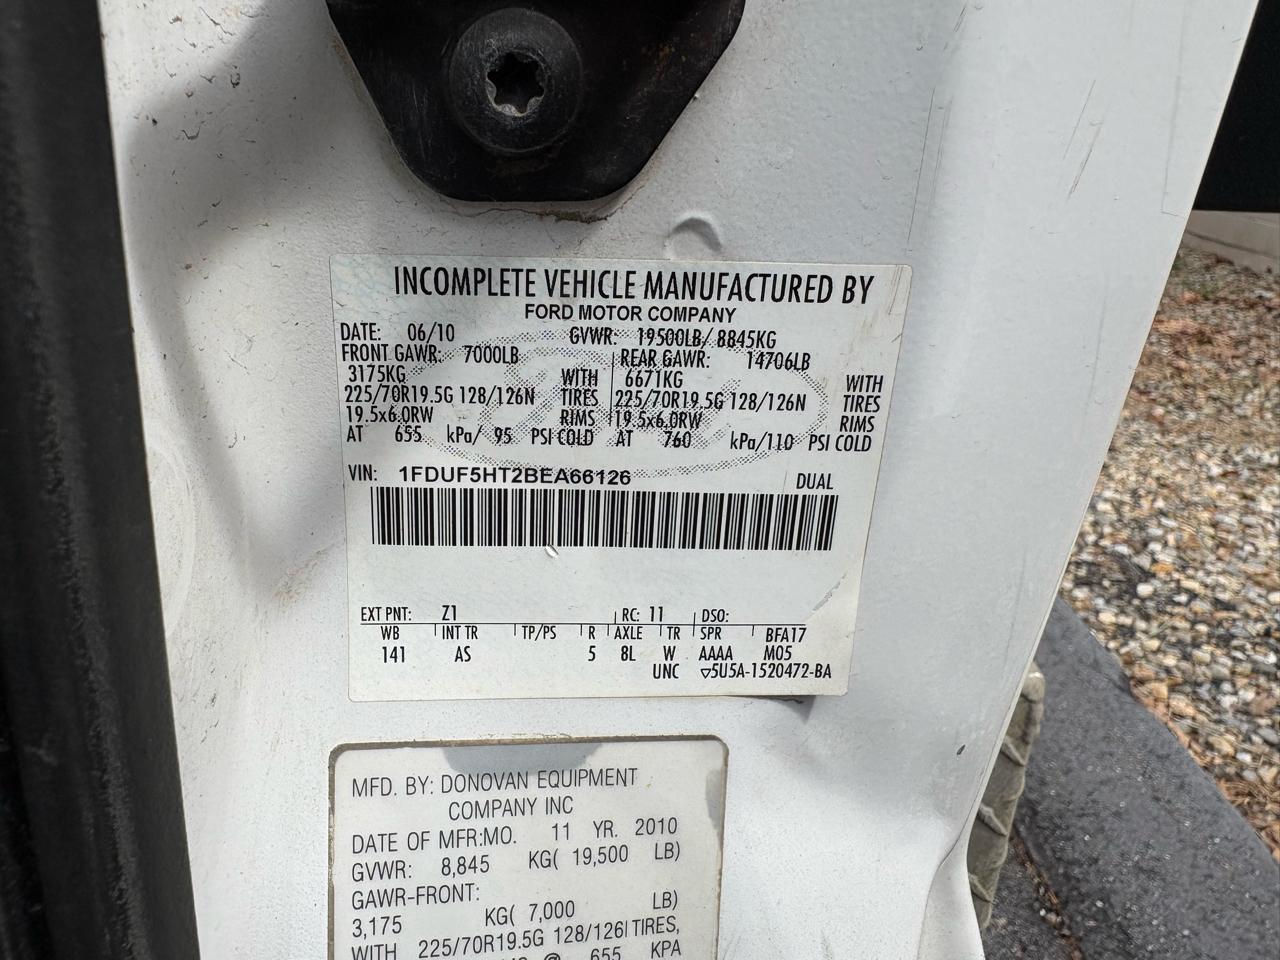 INCOMPLETE VEHICLE MANUFACTURED BY
FORD MOTOR COMPANY
DATE: 06/10 GVWR: 19500LB/ 8845KG
FRONT GAWR: 7000LB REAR GAWR: 14706LB
3175KG WITH 6671KG WITH
225/70R19.5G 128/126N TIRES 225/70R19.5G 128/126N TIRES
19.5x6.0RW RIMS 19.5x6.0RW RIMS
AT 655 kPa/ 95 PSI COLD AT 760 kPa/110 PSI COLD
VIN: 1FDUF5HT2BEA66126 DUAL
EXT PNT: Z1 RC: 11 DSO:
WB INT TR TP/PS R AXLE TR SPR BFA17
141 AS 5 8L W AAAA M05
UNC ▽5U5A-1520472-BA
MFD. BY: DONOVAN EQUIPMENT
COMPANY INC
DATE OF MFR:MO. 11 YR. 2010
GVWR: 8,845 KG( 19,500 LB)
GAWR-FRONT:
3,175 KG( 7,000 LB)
WITH 225/70R19.5G 128/126 TIRES,
@ 655 KPA